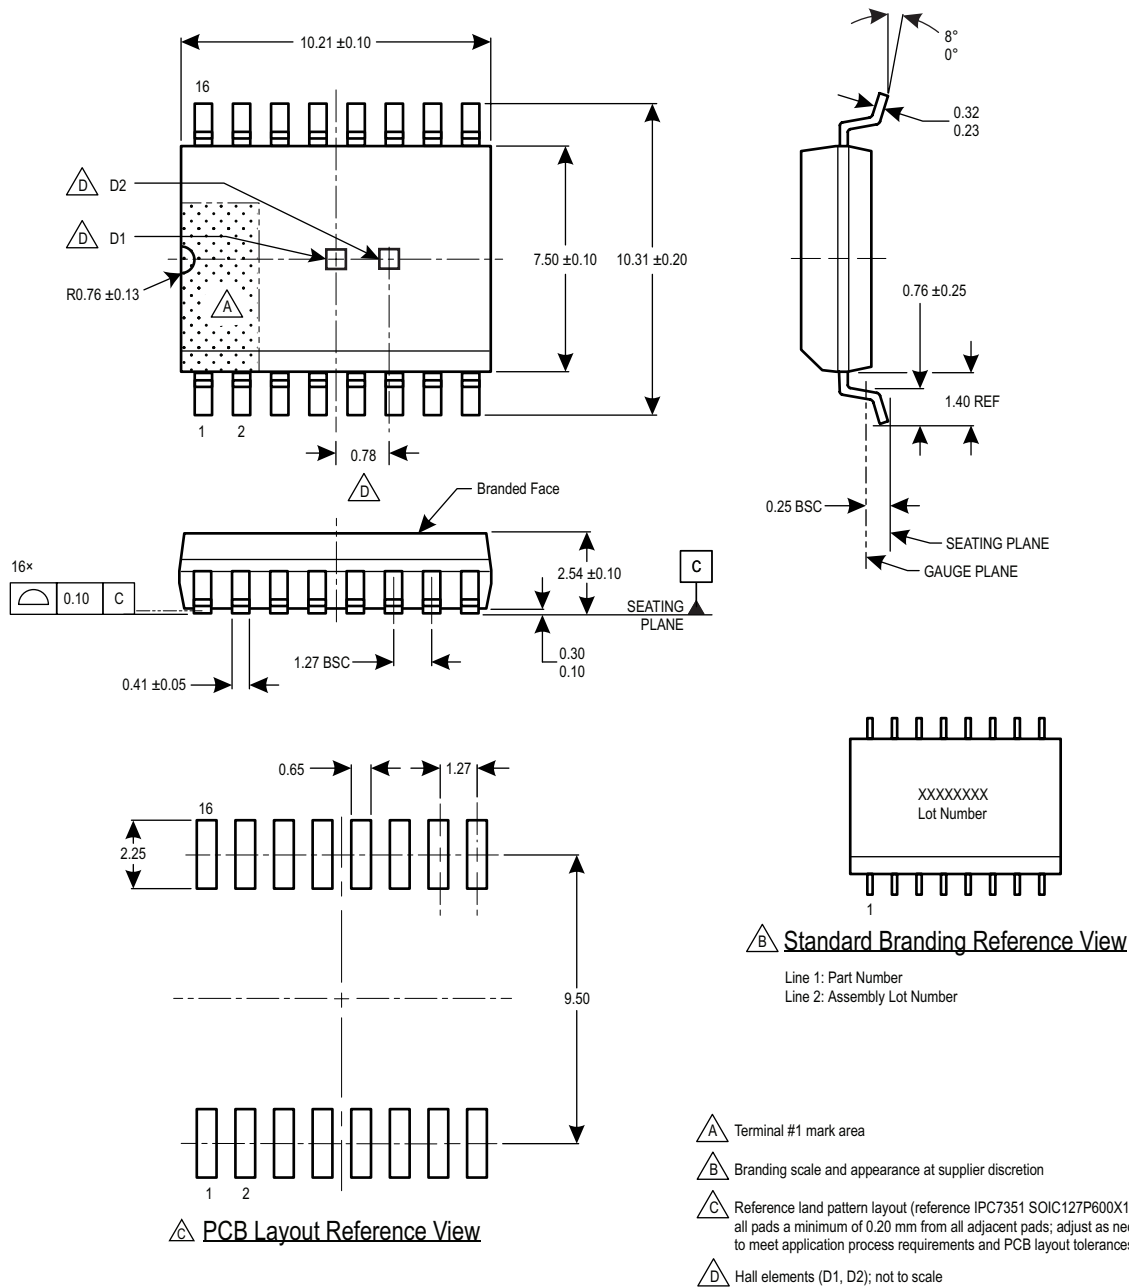 10.21 ±0.10
16
D D2
D D1
R0.76 ±0.13
A
7.50 ±0.10
10.31 ±0.20
1 2
0.78
D
8°
0°
0.32
0.23
0.76 ±0.25
1.40 REF
0.25 BSC
SEATING PLANE
GAUGE PLANE
Branded Face
16×
0.10 C
2.54 ±0.10
C
SEATING
PLANE
0.30
0.10
1.27 BSC
0.41 ±0.05
0.65
1.27
16
2.25
9.50
1 2
C PCB Layout Reference View
XXXXXXXX
Lot Number
1
B Standard Branding Reference View
Line 1: Part Number
Line 2: Assembly Lot Number
A Terminal #1 mark area
B Branding scale and appearance at supplier discretion
C Reference land pattern layout (reference IPC7351 SOIC127P600X1
all pads a minimum of 0.20 mm from all adjacent pads; adjust as
to meet application process requirements and PCB layout tolerances
D Hall elements (D1, D2); not to scale